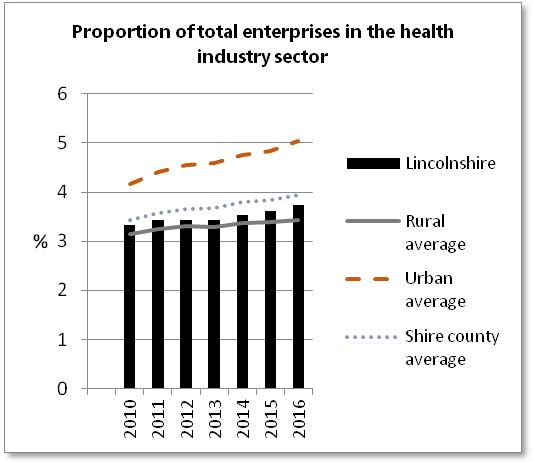 Proportion of total enterprises in the health
industry sector
6
5
4
3
2
1
0
%
2010
2011
2012
2013
2014
2015
2016
Lincolnshire
Rural
average
Urban
average
Shire county
average